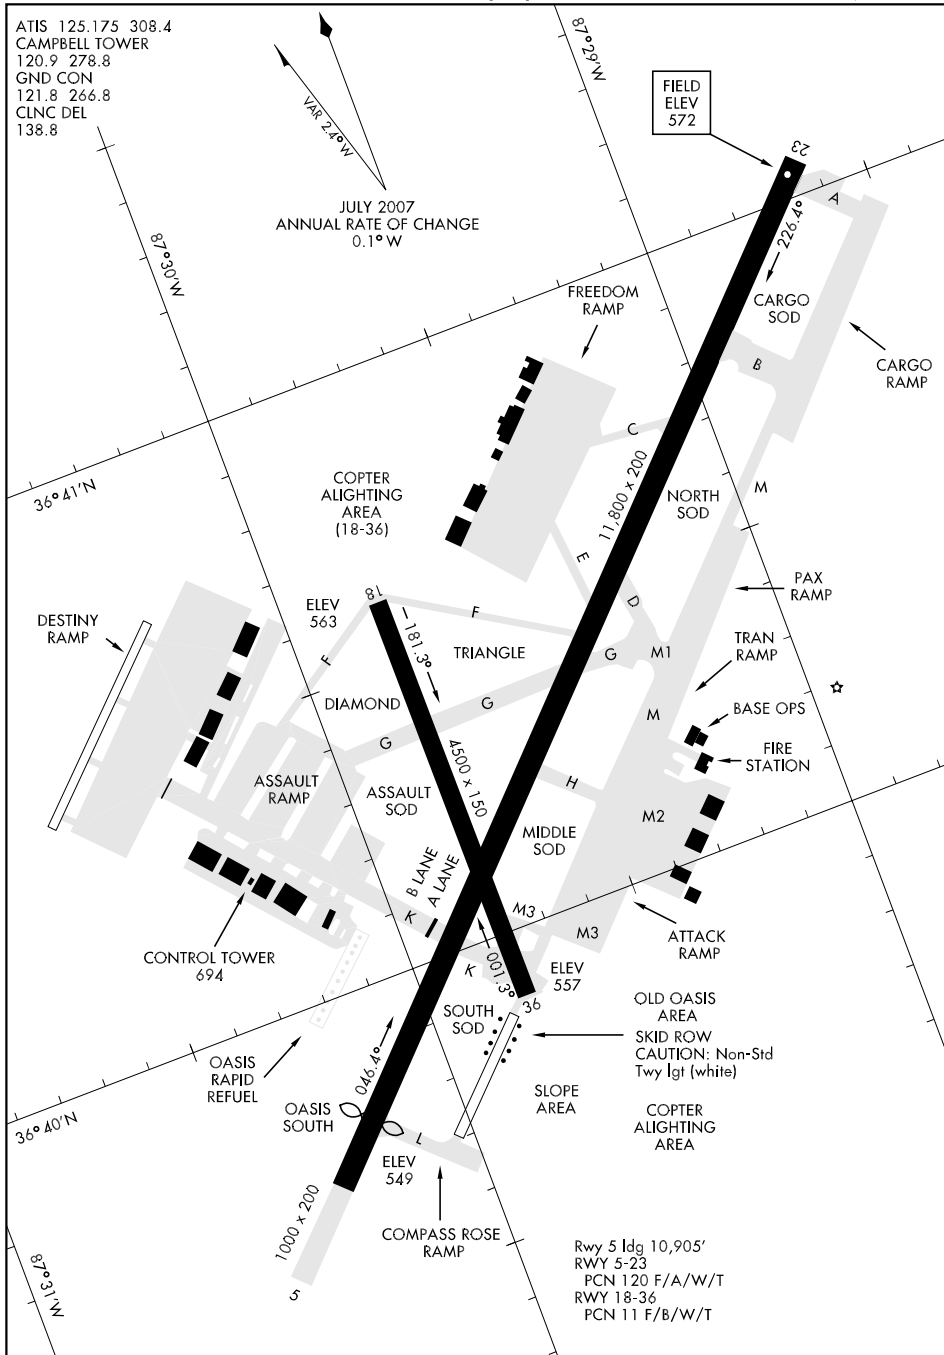 ATIS 125.175 308.4
CAMPBELL TOWER
120.9 278.8
GND CON
121.8 266.8
CLNC DEL
138.8
VAR 2.4° W
JULY 2007
ANNUAL RATE OF CHANGE
0.1° W
87°29'W
FIELD
ELEV
572
23
A
226.4°
87°30'W
FREEDOM
RAMP
CARGO
SOD
CARGO
RAMP
B
C
11,800 x 200
36°41'N
COPTER
ALIGHTING
AREA
(18-36)
NORTH
SOD
M
E
D
PAX
RAMP
DESTINY
RAMP
ELEV
563
18
F
F
181.3°
TRIANGLE
G
M1
TRAN
RAMP
DIAMOND
G
G
M
BASE OPS
FIRE
STATION
4500 x 150
ASSAULT
RAMP
ASSAULT
SOD
H
M2
MIDDLE
SOD
B LANE
A LANE
K
M3
M3
ATTACK
RAMP
CONTROL TOWER
694
K
001.3°
ELEV
557
36
SOUTH
SOD
OLD OASIS
AREA
SKID ROW
CAUTION: Non-Std
Twy lgt (white)
OASIS
RAPID
REFUEL
046.4°
SLOPE
AREA
OASIS
SOUTH
COPTER
ALIGHTING
AREA
36°40'N
L
ELEV
549
1000 x 200
COMPASS ROSE
RAMP
87°31'W
5
Rwy 5 ldg 10,905'
RWY 5-23
PCN 120 F/A/W/T
RWY 18-36
PCN 11 F/B/W/T